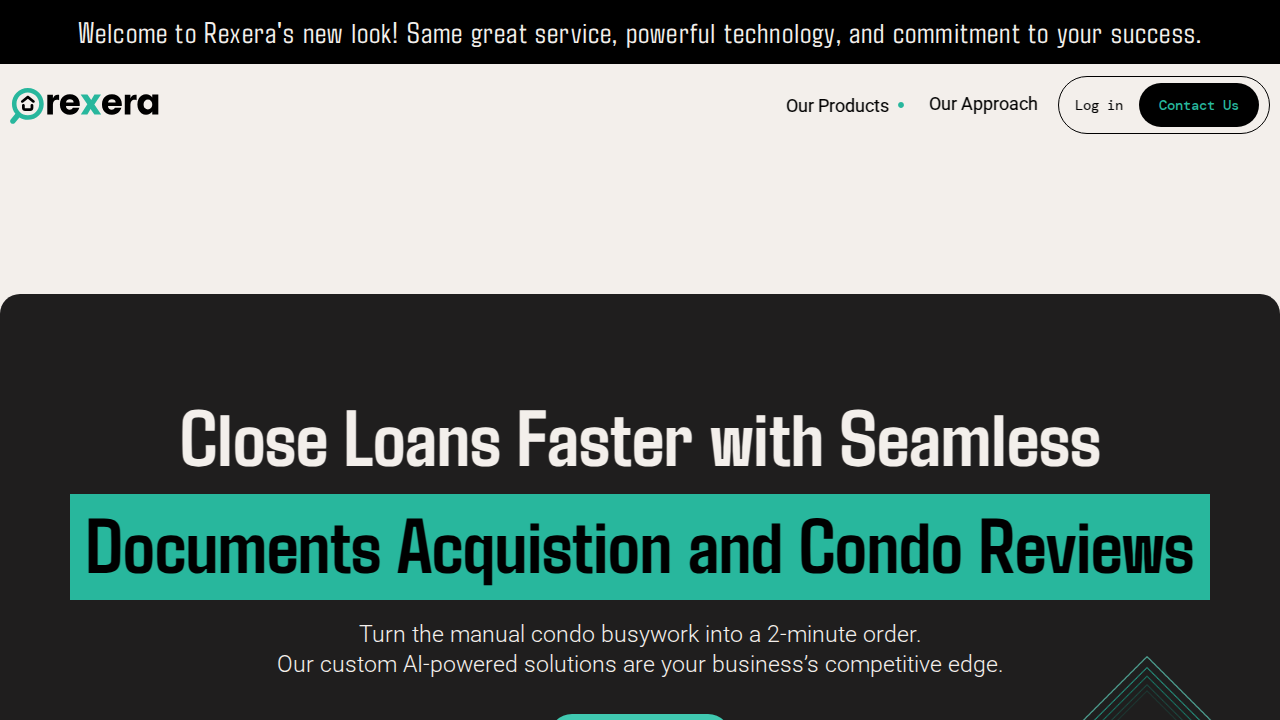 Welcome to Rexera's new look! Same great service, powerful technology, and commitment to your success.
rexera
Our Products
Our Approach
Log in
Contact Us
Close Loans Faster with Seamless
Documents Acquistion and Condo Reviews
Turn the manual condo busywork into a 2-minute order.
Our custom AI-powered solutions are your business’s competitive edge.